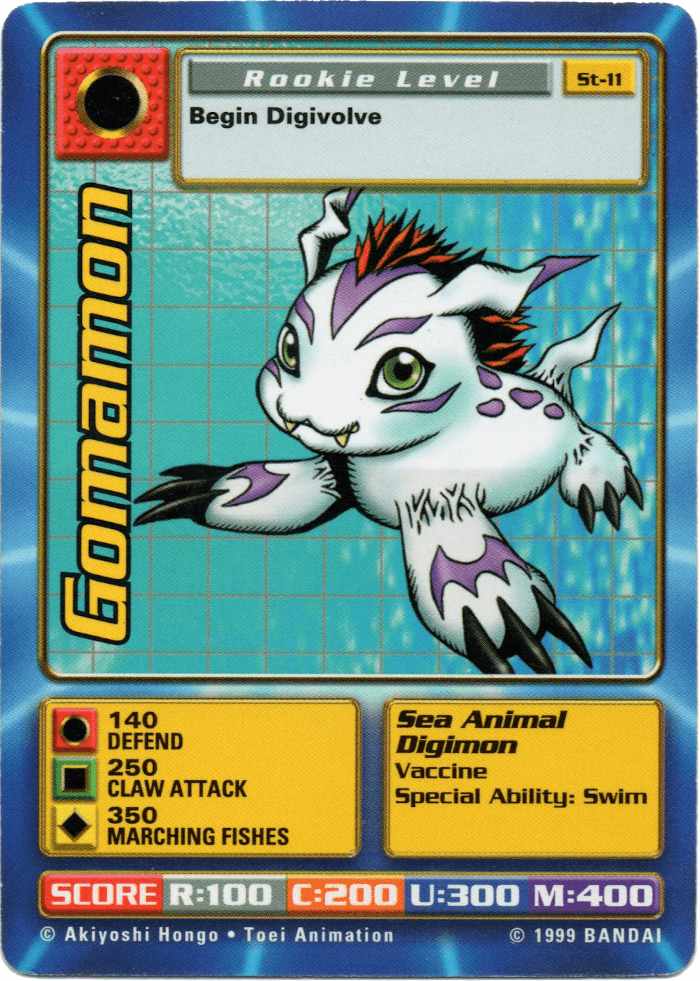 Rookie Level
St-11
Begin Digivolve
Gomamon
140
DEFEND
250
CLAW ATTACK
350
MARCHING FISHES
Sea Animal
Digimon
Vaccine
Special Ability: Swim
SCORE R:100 C:200 U:300 M:400
© Akiyoshi Hongo • Toei Animation
© 1999 BANDAI